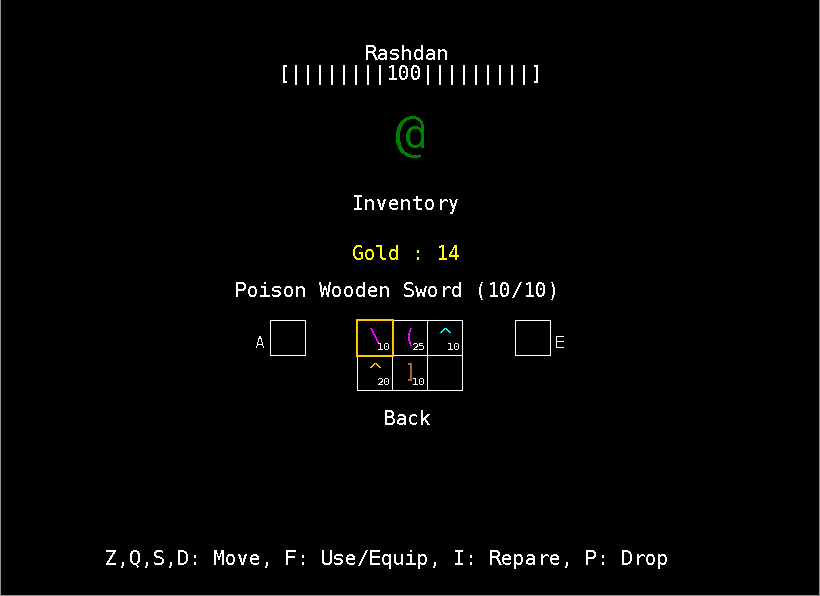 Rashdan
[||||||||100|||||||||]
@
Inventory
Gold : 14
Poison Wooden Sword (10/10)
A \10 (25 ^10 E
^20 ]10
Back
Z,Q,S,D: Move, F: Use/Equip, I: Repare, P: Drop